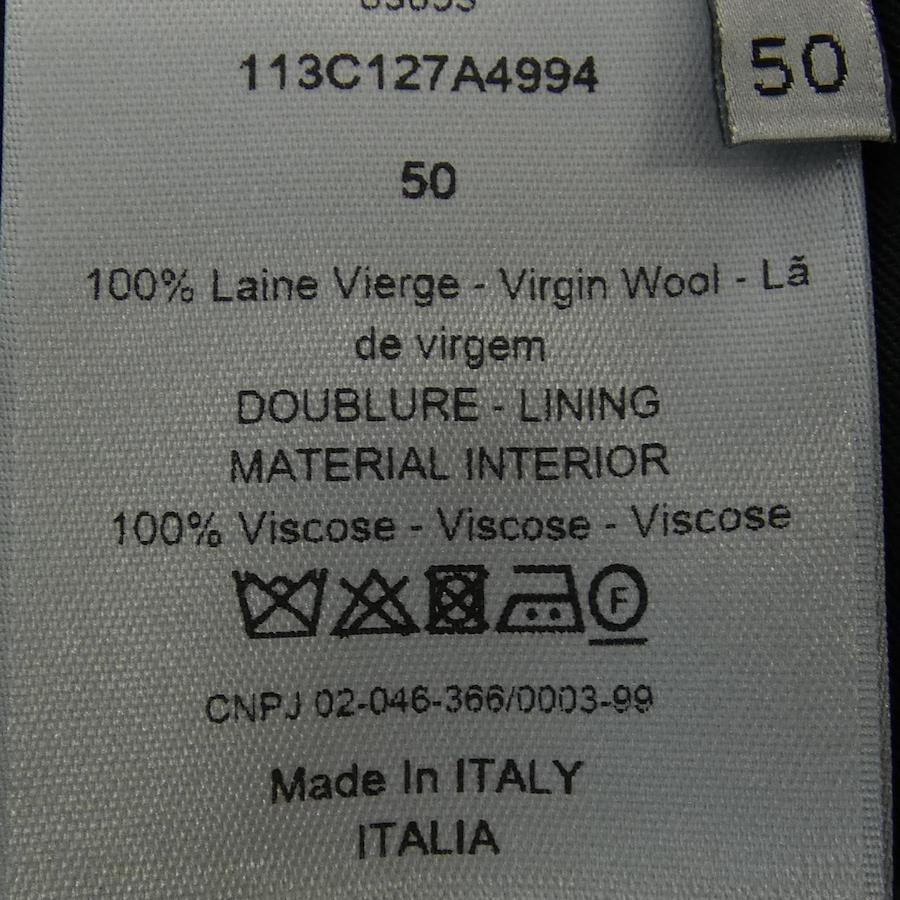 113C127A4994
50
50
100% Laine Vierge - Virgin Wool - Lã
de virgem
DOUBLURE - LINING
MATERIAL INTERIOR
100% Viscose - Viscose - Viscose
F
CNPJ 02-046-366/0003-99
Made In ITALY
ITALIA